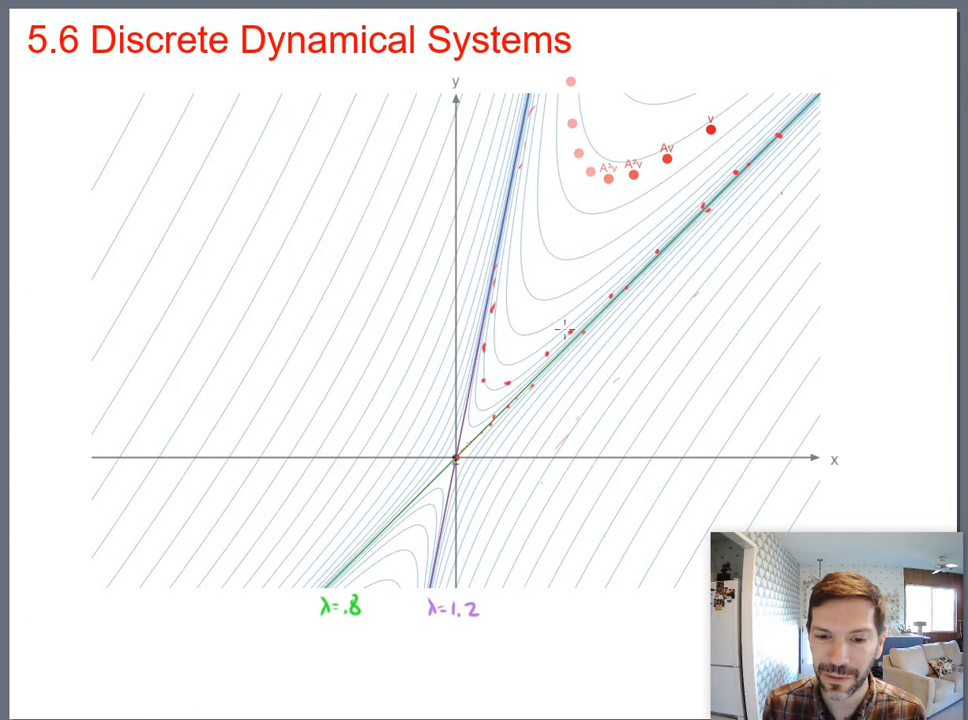 5.6 Discrete Dynamical Systems
y
v
Av
A²v
A³v
x
λ=.8
λ=1.2